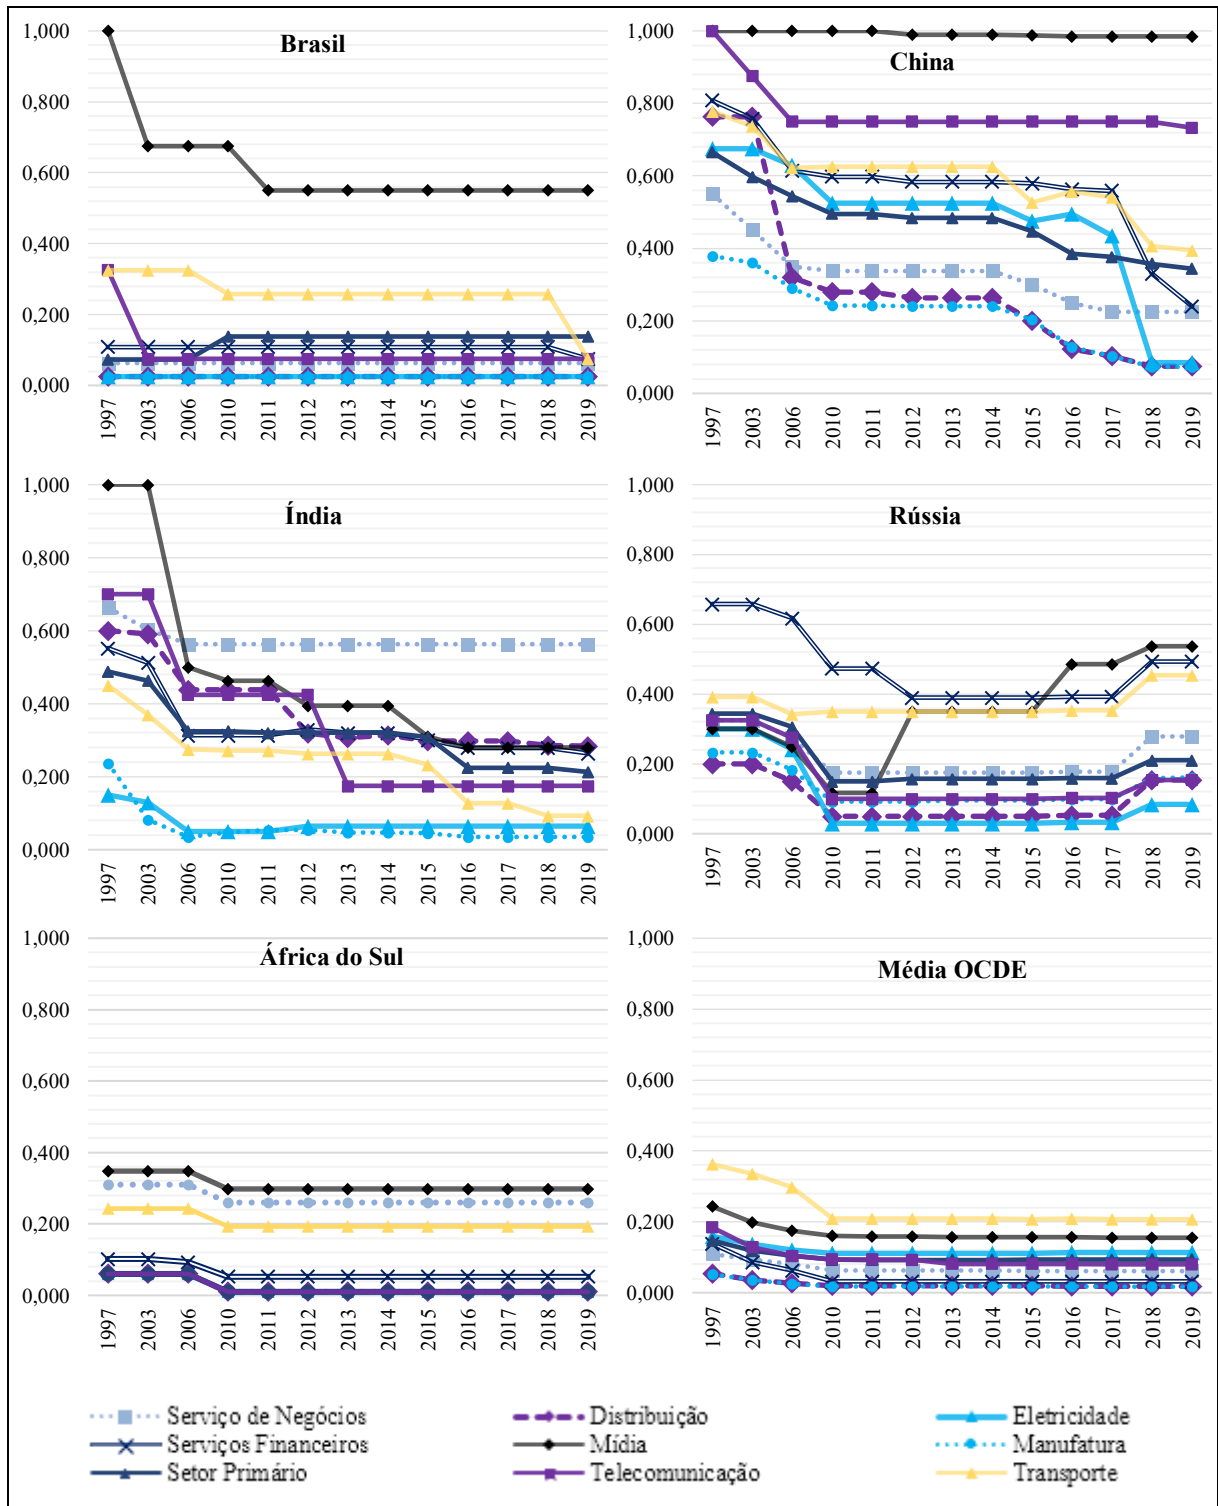 Brasil
1,000
0,800
0,600
0,400
0,200
0,000
1997 2003 2006 2010 2011 2012 2013 2014 2015 2016 2017 2018 2019
China
1,000
0,800
0,600
0,400
0,200
0,000
1997 2003 2006 2010 2011 2012 2013 2014 2015 2016 2017 2018 2019
Índia
1,000
0,800
0,600
0,400
0,200
0,000
1997 2003 2006 2010 2011 2012 2013 2014 2015 2016 2017 2018 2019
Rússia
1,000
0,800
0,600
0,400
0,200
0,000
1997 2003 2006 2010 2011 2012 2013 2014 2015 2016 2017 2018 2019
África do Sul
1,000
0,800
0,600
0,400
0,200
0,000
1997 2003 2006 2010 2011 2012 2013 2014 2015 2016 2017 2018 2019
Média OCDE
1,000
0,800
0,600
0,400
0,200
0,000
1997 2003 2006 2010 2011 2012 2013 2014 2015 2016 2017 2018 2019
Serviço de Negócios Distribuição Eletricidade
Serviços Financeiros Mídia Manufatura
Setor Primário Telecomunicação Transporte